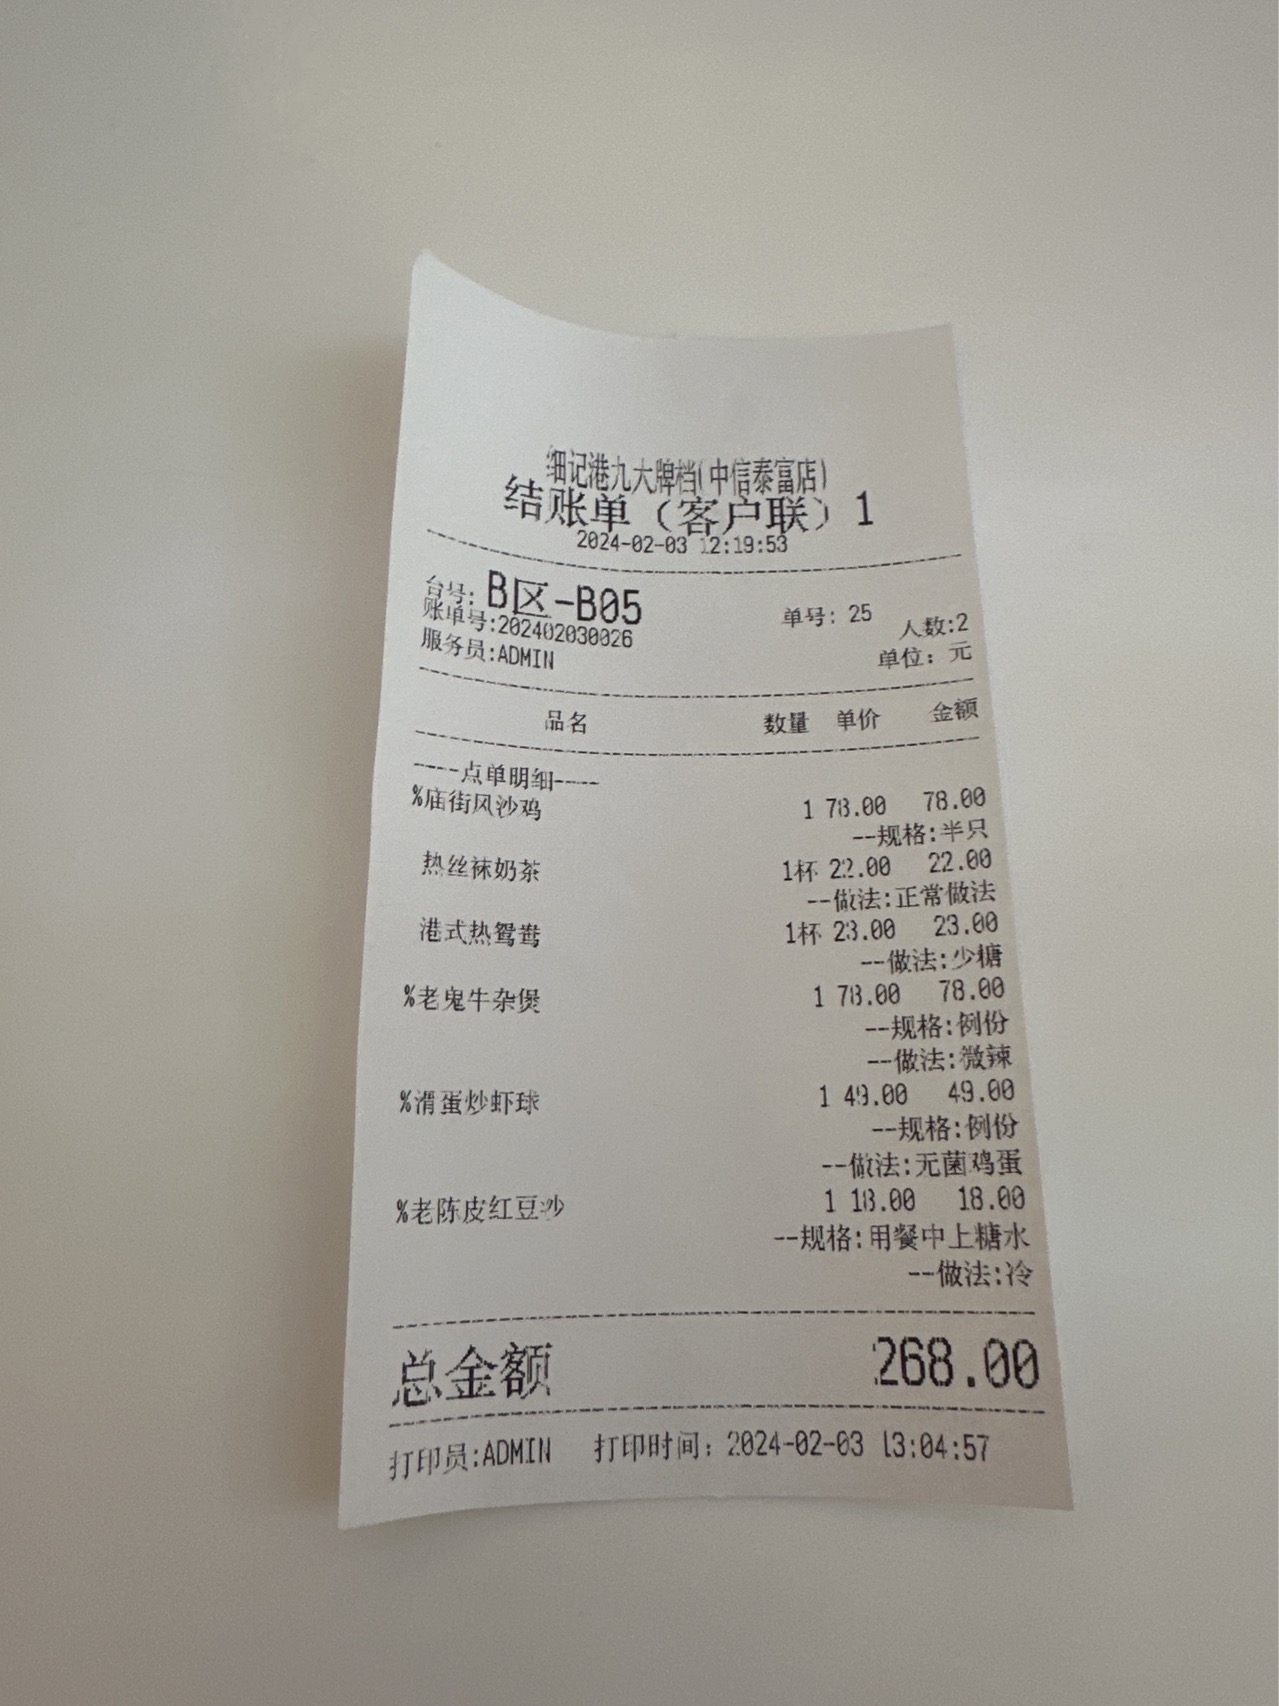 细记港九大牌档(中信泰富店)
结账单（客户联）1
2024-02-03 12:19:53
台号: B区-B05 单号: 25
账单号:202402030026 人数:2
服务员:ADMIN 单位: 元
品名 数量 单价 金额
-----点单明细-----
%庙街风沙鸡 1 78.00 78.00
--规格:半只
热丝袜奶茶 1杯 22.00 22.00
--做法:正常做法
港式热鸳鸯 1杯 23.00 23.00
--做法:少糖
%老鬼牛杂煲 1 78.00 78.00
--规格:例份
--做法:微辣
%滑蛋炒虾球 1 49.00 49.00
--规格:例份
--做法:无菌鸡蛋
%老陈皮红豆沙 1 18.00 18.00
--规格:用餐中上糖水
--做法:冷
总金额 268.00
打印员:ADMIN 打印时间: 2024-02-03 13:04:57